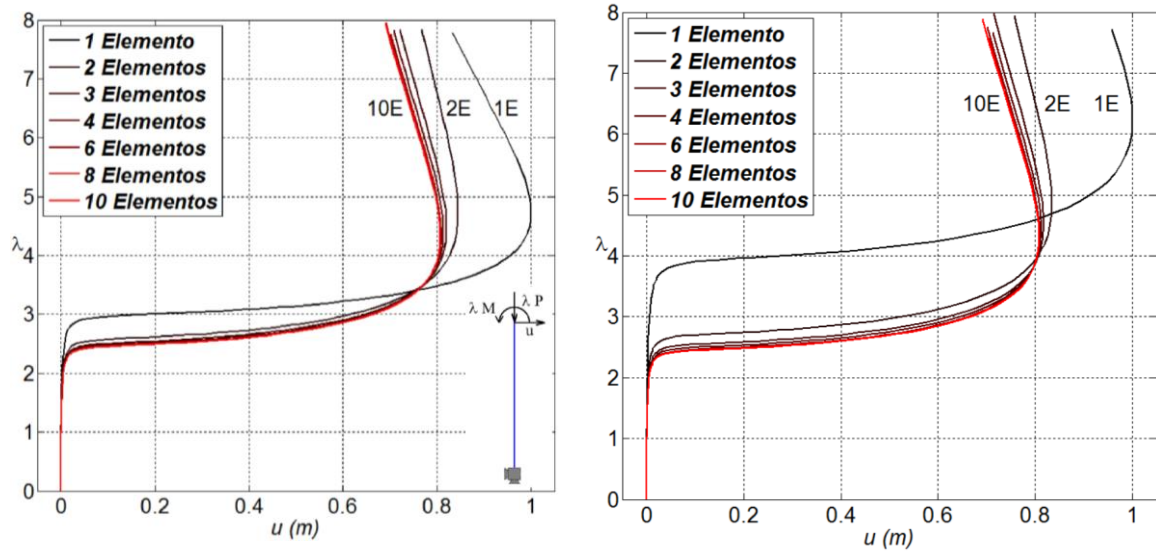 8
7
6
5
λ
4
3
2
1
0
1 Elemento
2 Elementos
3 Elementos
4 Elementos
6 Elementos
8 Elementos
10 Elementos
10E
2E
1E
λ P
λ M
u
0
0.2
0.4
0.6
0.8
1
u (m)
8
7
6
5
λ
4
3
2
1
0
1 Elemento
2 Elementos
3 Elementos
4 Elementos
6 Elementos
8 Elementos
10 Elementos
10E
2E
1E
0
0.2
0.4
0.6
0.8
1
u (m)